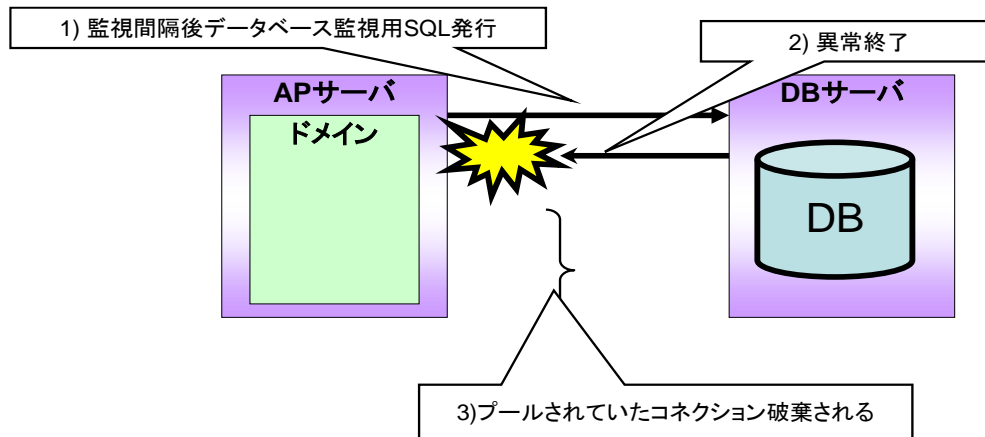 1) 監視間隔後データベース監視用SQL発行
2) 異常終了
APサーバ
DBサーバ
ドメイン
DB
3)プールされていたコネクション破棄される